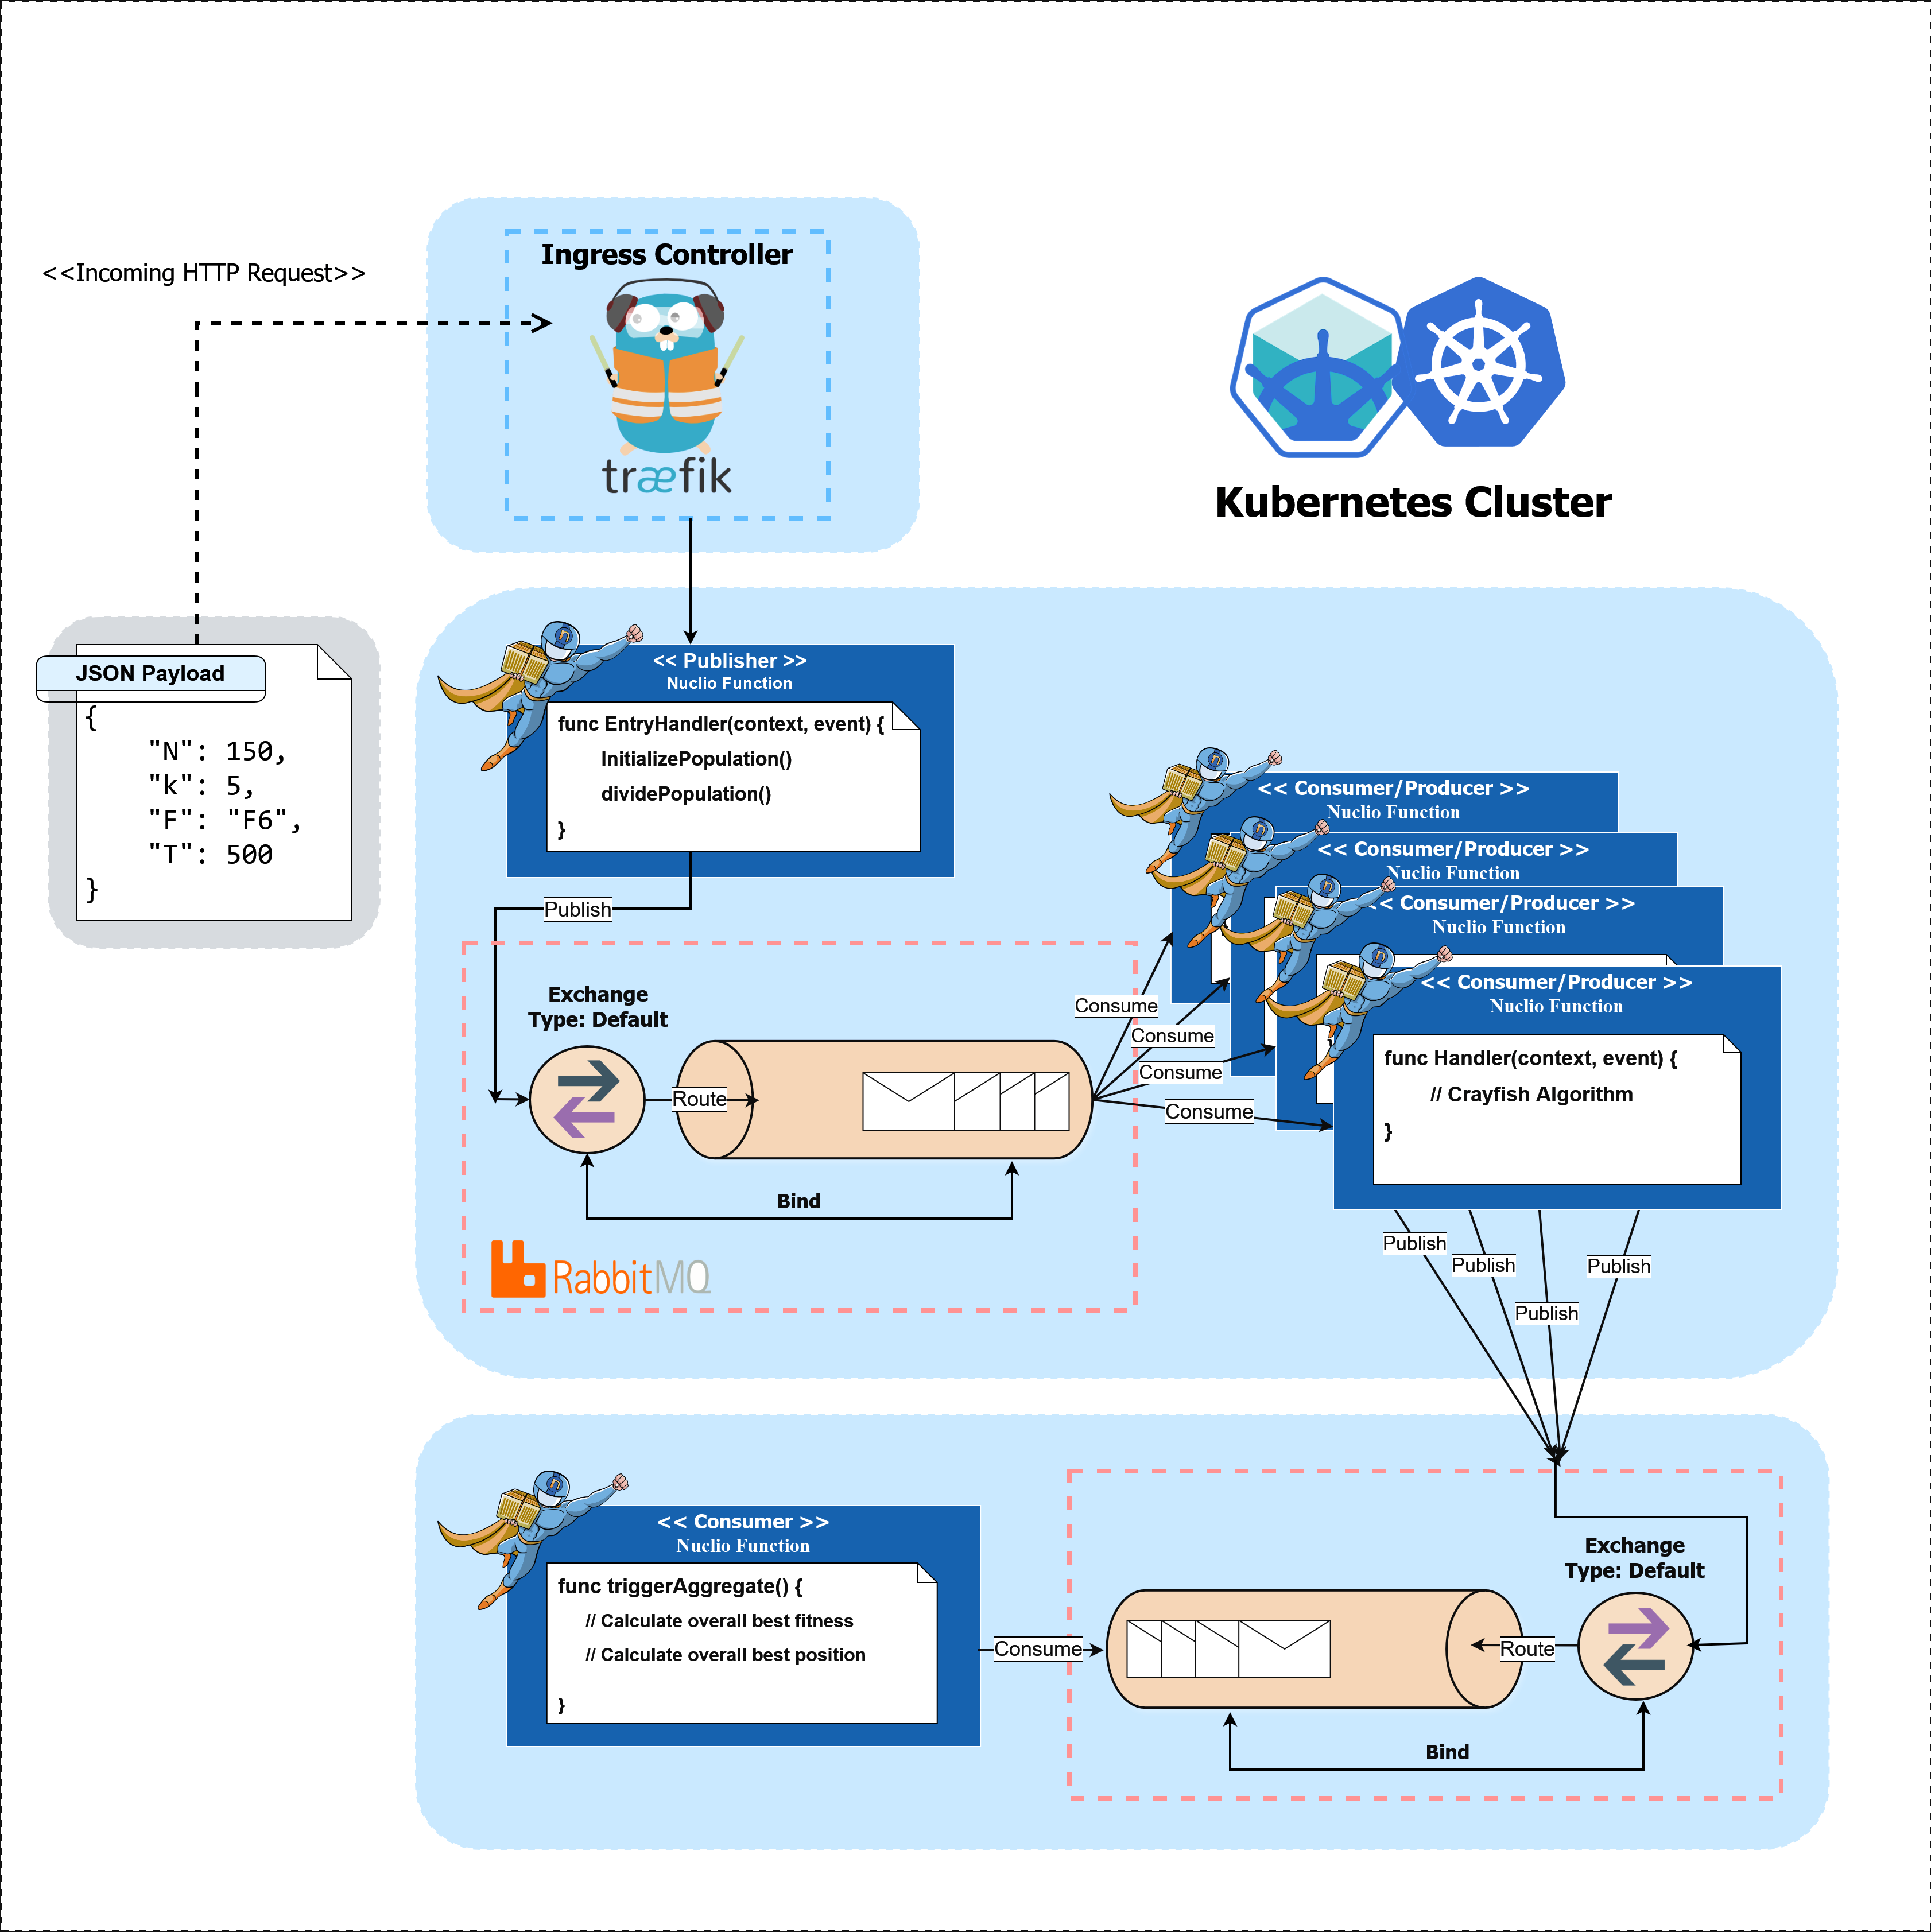 Ingress Controller
<<Incoming HTTP Request>>
træfik
Kubernetes Cluster
JSON Payload
{
"N": 150,
"k": 5,
"F": "F6",
"T": 500
}
<< Publisher >>
Nuclio Function
func EntryHandler(context, event) {
InitializePopulation()
dividePopulation()
}
Publish
<< Consumer/Producer >>
Nuclio Function
<< Consumer/Producer >>
Nuclio Function
<< Consumer/Producer >>
Nuclio Function
<< Consumer/Producer >>
Nuclio Function
func Handler(context, event) {
// Crayfish Algorithm
}
Exchange
Type: Default
Route
Consume
Consume
Consume
Consume
Bind
RabbitMQ
Publish
Publish
Publish
Publish
<< Consumer >>
Nuclio Function
func triggerAggregate() {
// Calculate overall best fitness
// Calculate overall best position
}
Consume
Exchange
Type: Default
Route
Bind